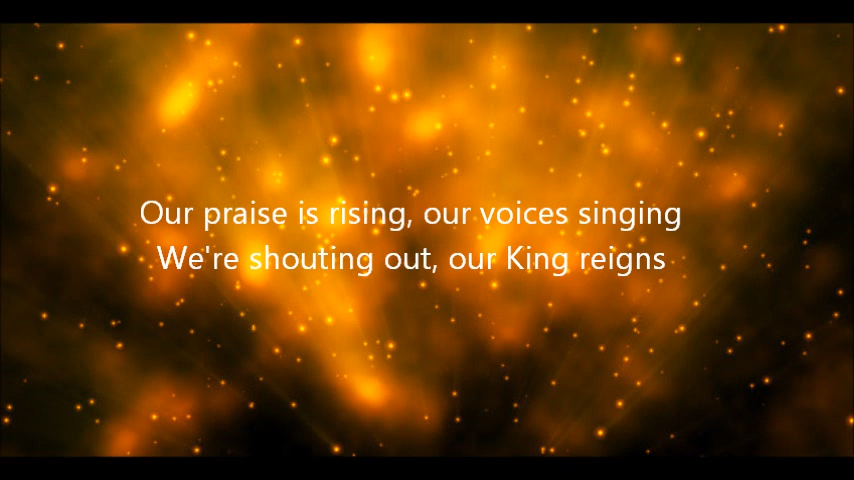 Our praise is rising, our voices singing
We're shouting out, our King reigns